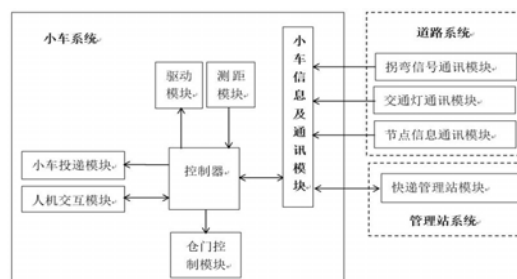 小车系统
驱动
模块
测距
模块
小车投递模块
人机交互模块
控制器
仓门控
制模块
小车信息及通讯模块
道路系统
拐弯信号通讯模块
交通灯通讯模块
节点信息通讯模块
快递管理站模块
管理站系统